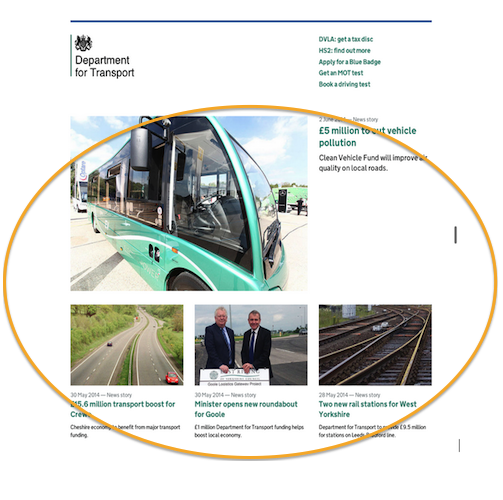 Department
for Transport
DVLA: get a tax disc
HS2: find out more
Apply for a Blue Badge
Get an MOT test
Book a driving test
2 June 2014 — News story
£5 million to cut vehicle
pollution
Clean Vehicle Fund will improve air
quality on local roads.
30 May 2014 — News story
£15.6 million transport boost for
Crewe
Cheshire economy to benefit from major transport
funding.
30 May 2014 — News story
Minister opens new roundabout
for Goole
£1 million Department for Transport funding helps
boost local economy.
28 May 2014 — News story
Two new rail stations for West
Yorkshire
Department for Transport to provide £9.5 million
for stations on Leeds-Bradford line.